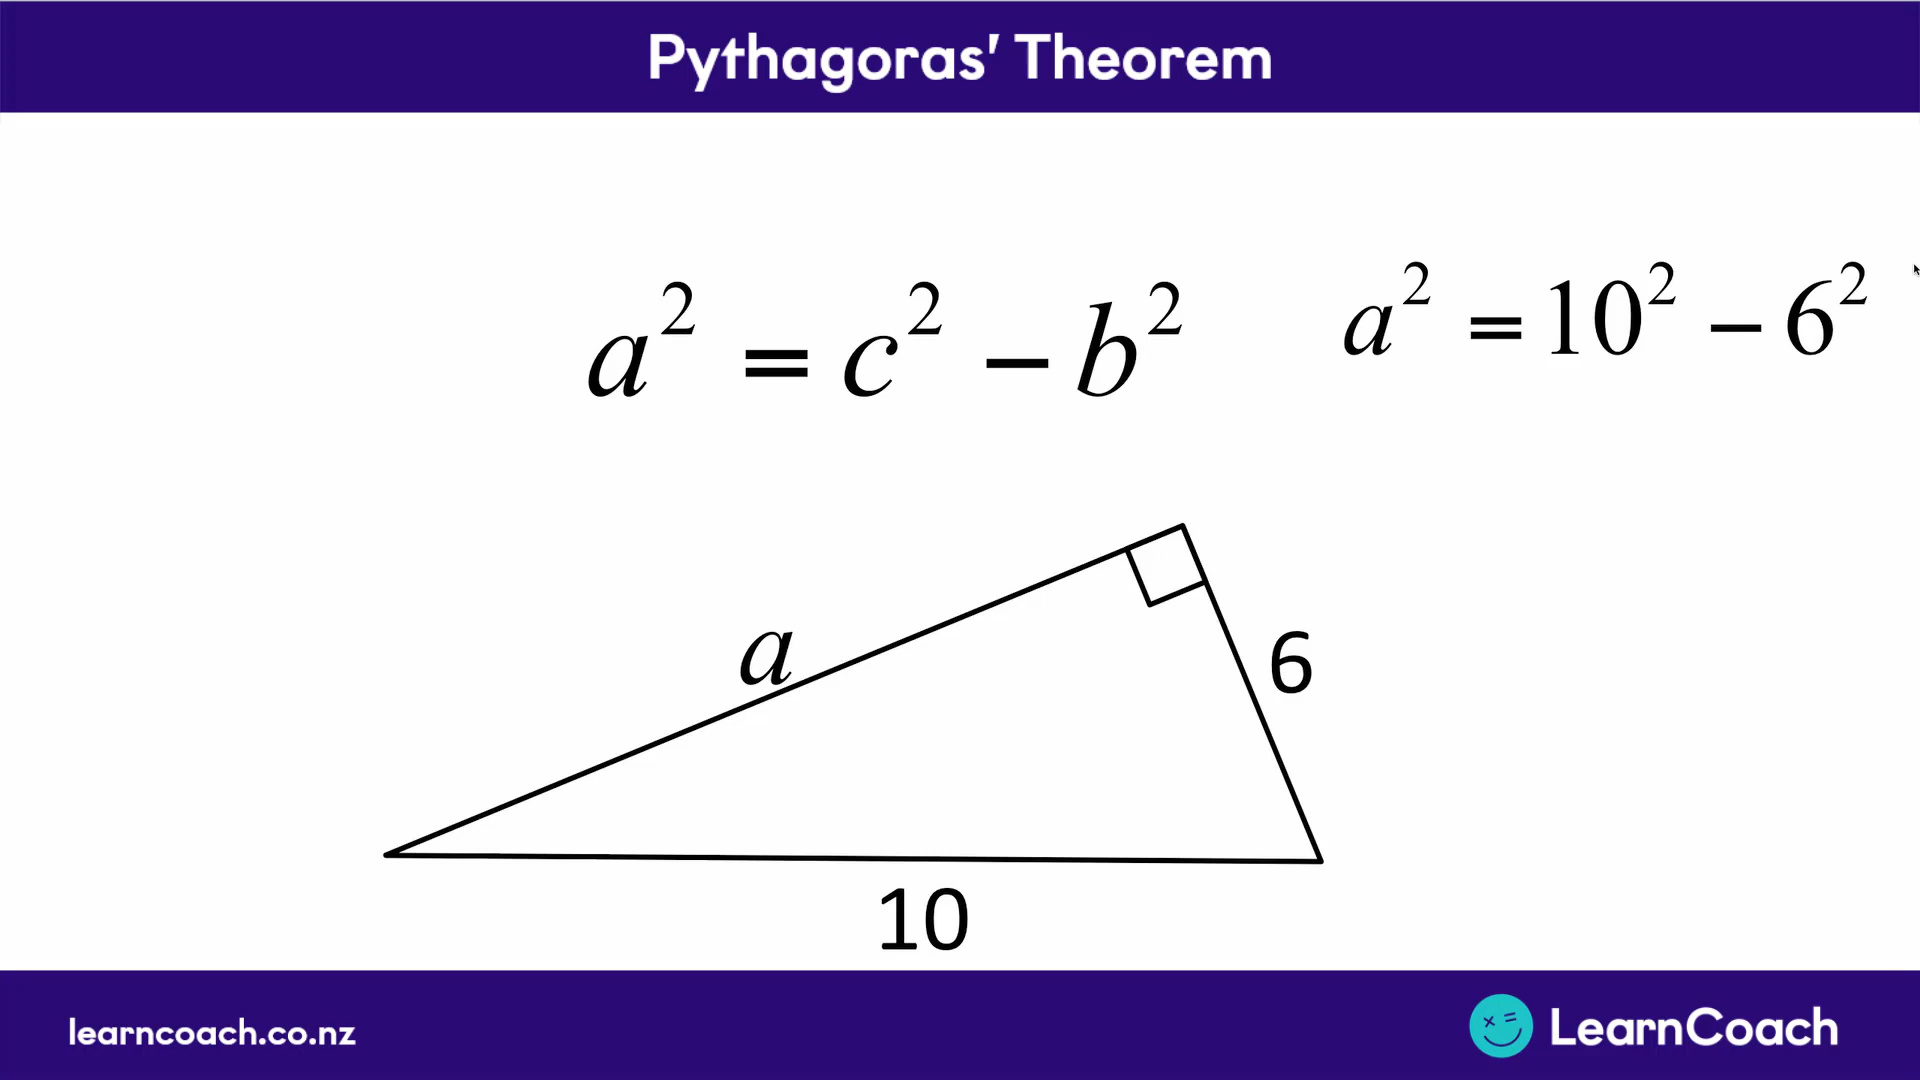 Pythagoras' Theorem
a² = c² − b²
a² = 10² − 6²
a
6
10
learncoach.co.nz
LearnCoach